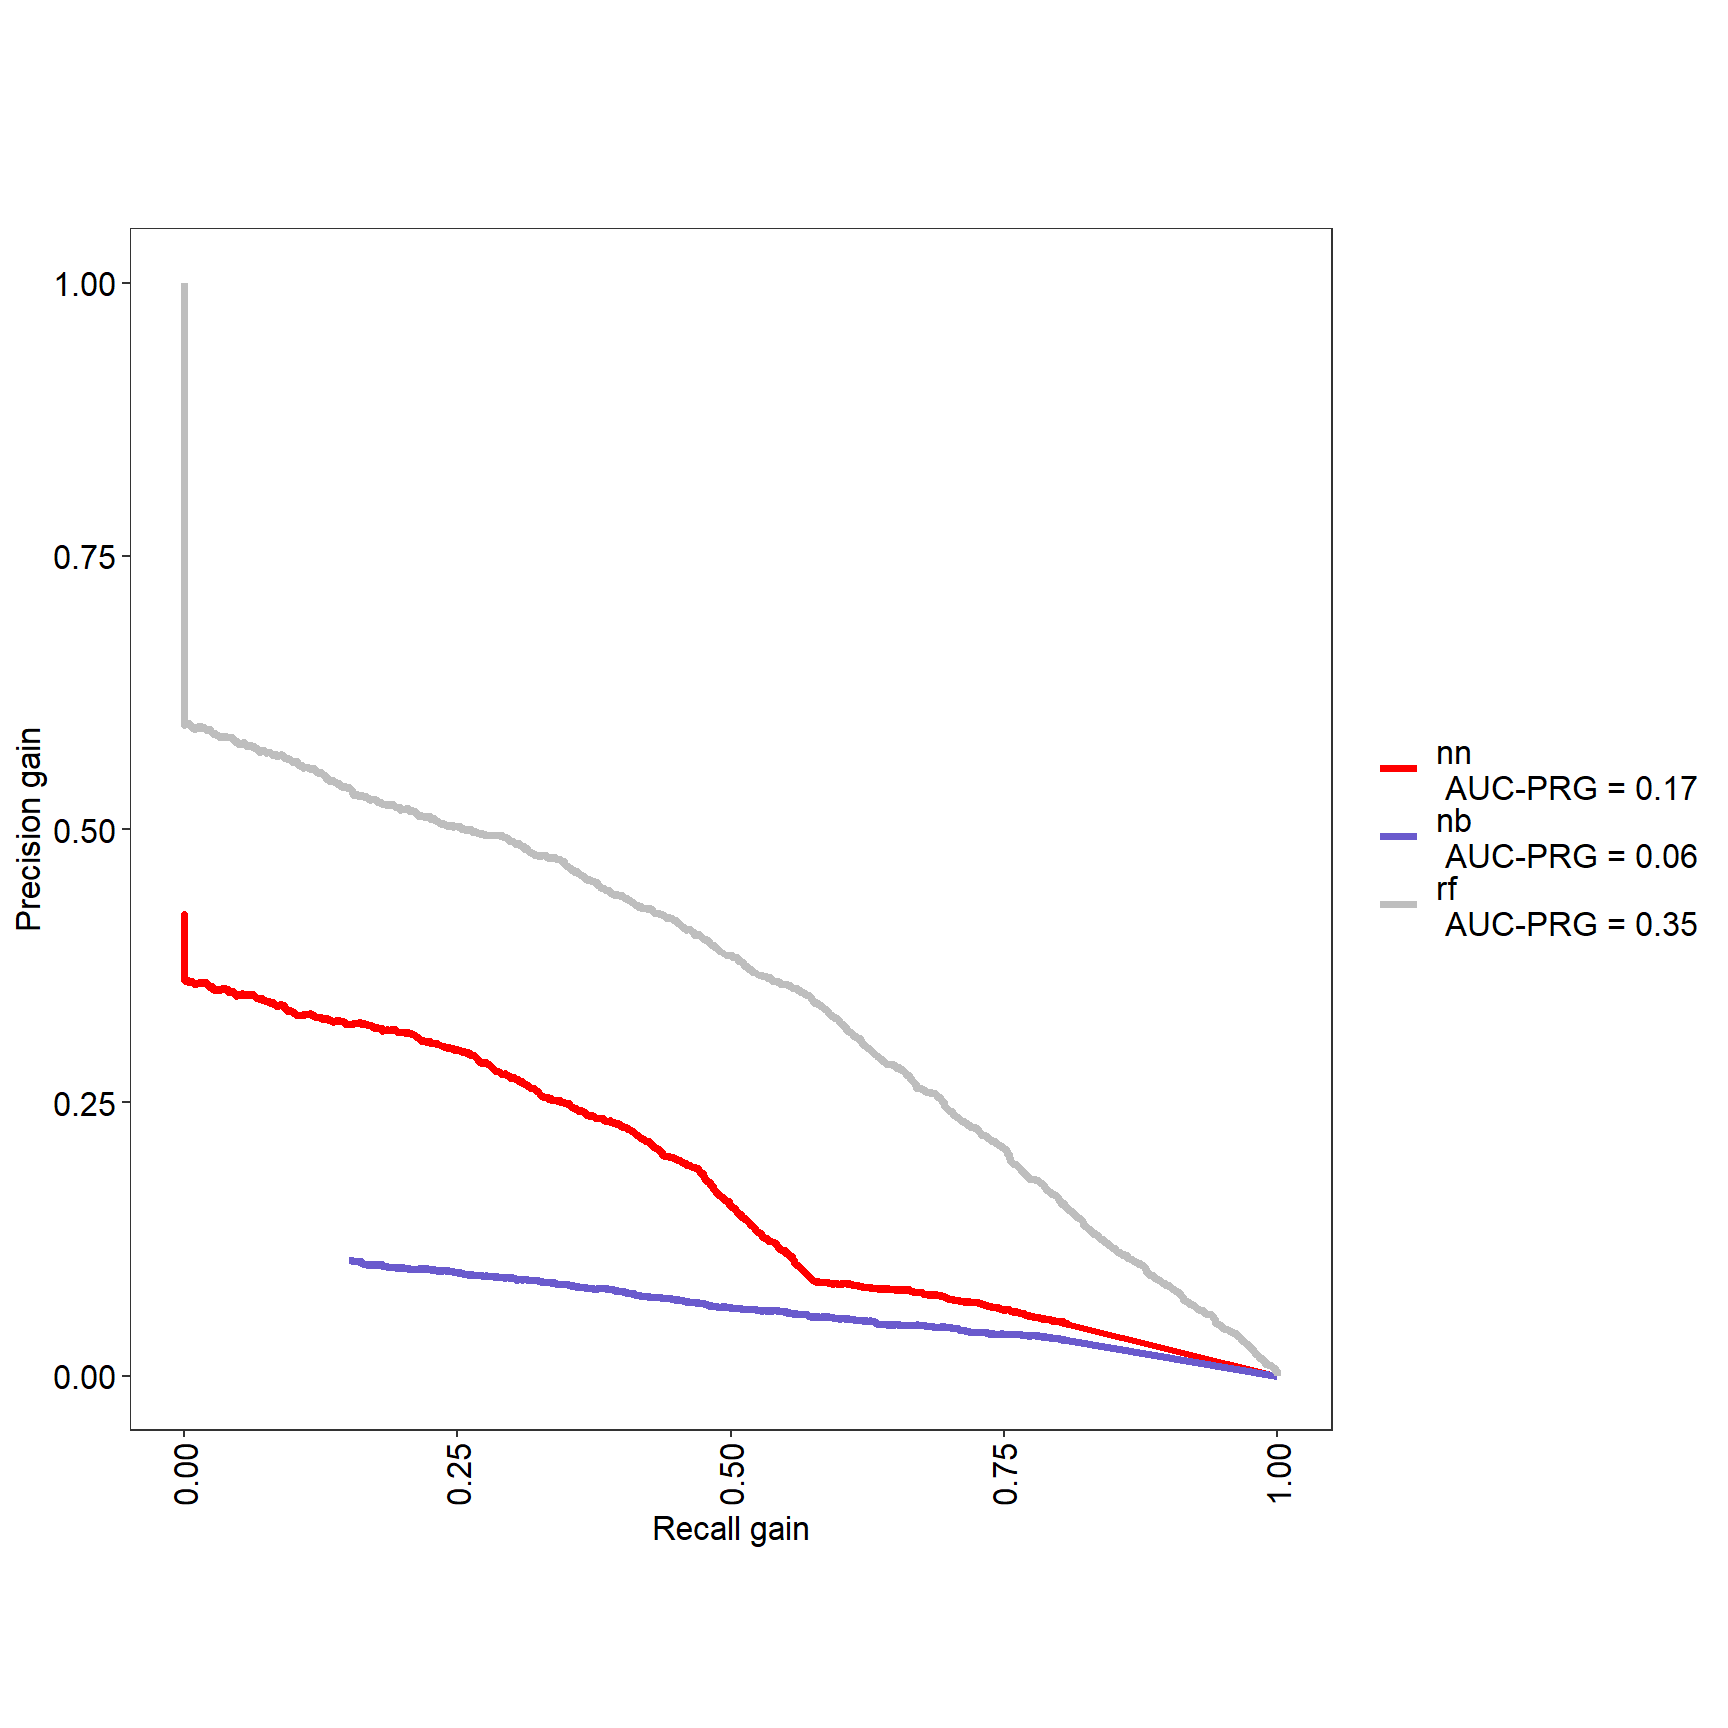 1.00
0.75
0.50
0.25
0.00
Precision gain
0.00
0.25
0.50
0.75
1.00
Recall gain
nn
AUC-PRG = 0.17
nb
AUC-PRG = 0.06
rf
AUC-PRG = 0.35